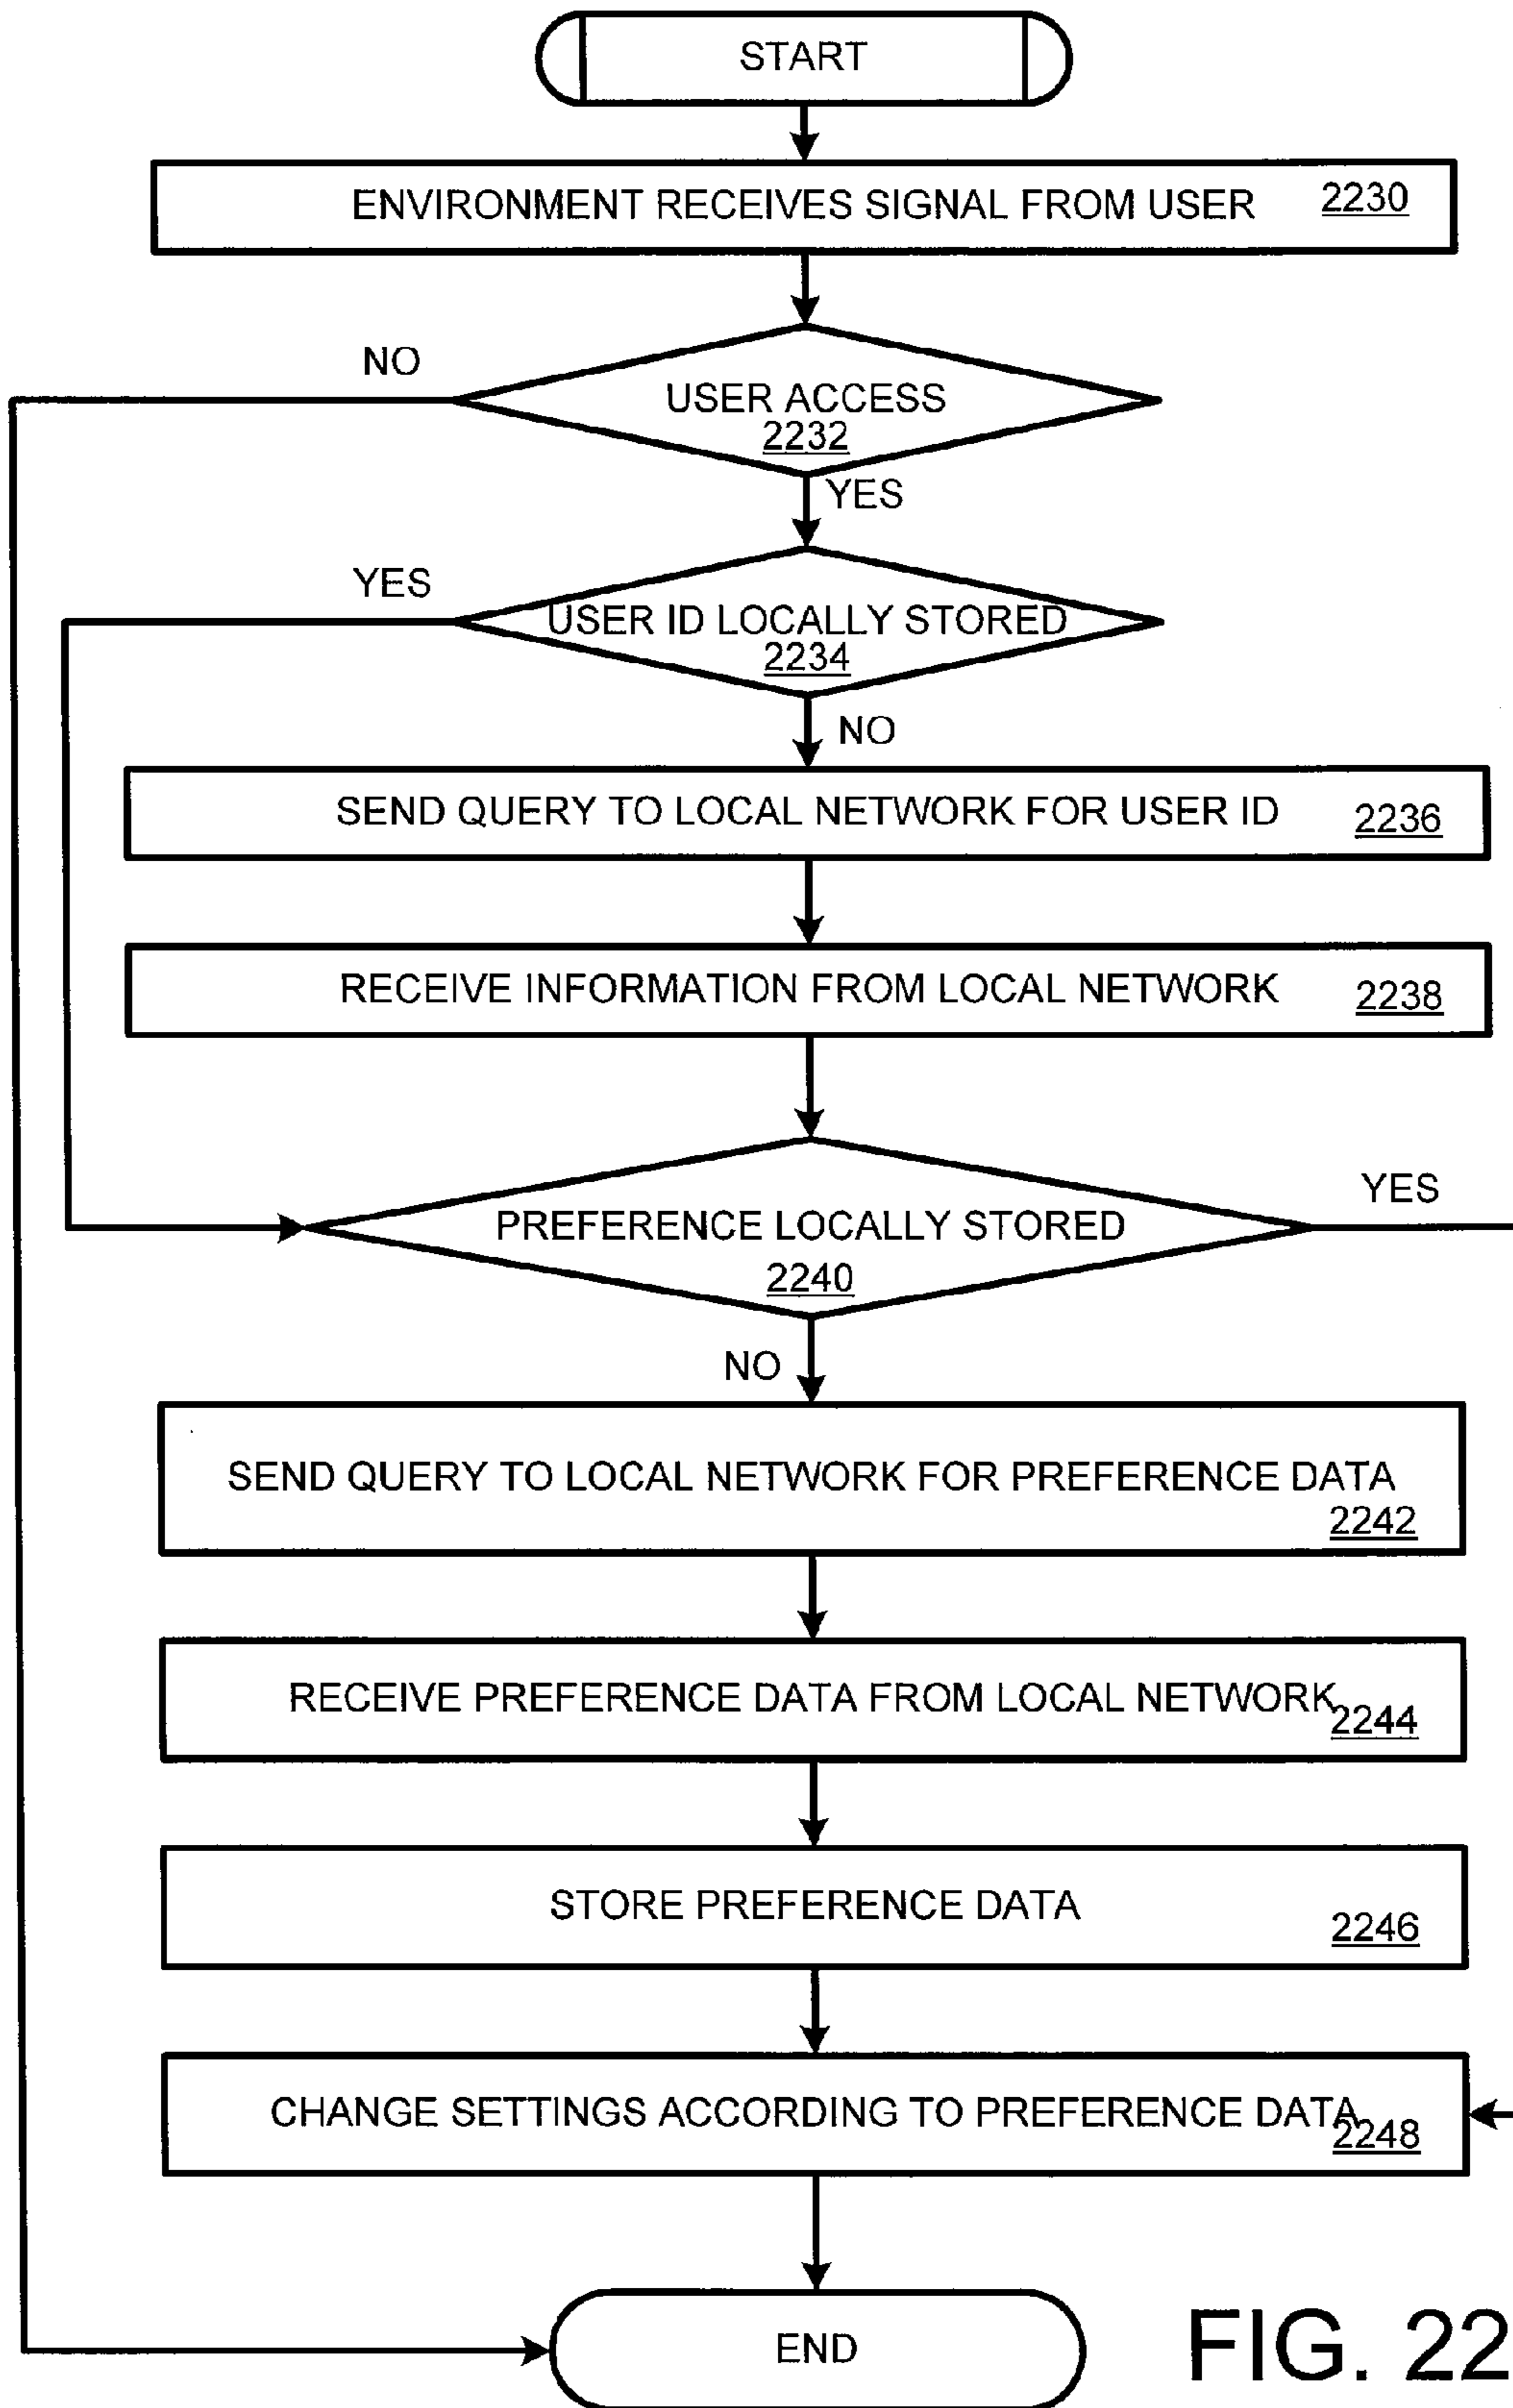 START
ENVIRONMENT RECEIVES SIGNAL FROM USER 2230
NO
USER ACCESS
2232
YES
YES
USER ID LOCALLY STORED
2234
NO
SEND QUERY TO LOCAL NETWORK FOR USER ID 2236
RECEIVE INFORMATION FROM LOCAL NETWORK 2238
YES
PREFERENCE LOCALLY STORED
2240
NO
SEND QUERY TO LOCAL NETWORK FOR PREFERENCE DATA
2242
RECEIVE PREFERENCE DATA FROM LOCAL NETWORK
2244
STORE PREFERENCE DATA
2246
CHANGE SETTINGS ACCORDING TO PREFERENCE DATA
2248
END
FIG. 22